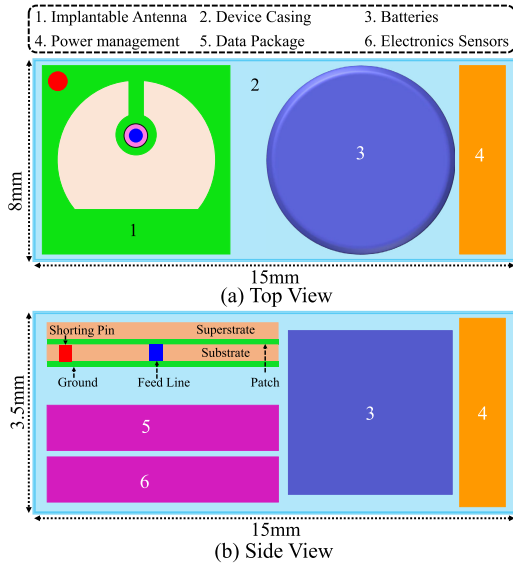 1. Implantable Antenna 2. Device Casing 3. Batteries
4. Power management 5. Data Package 6. Electronics Sensors
2
3
4
1
8mm
15mm
(a) Top View
Shorting Pin
Superstrate
Substrate
Ground
Feed Line
Patch
3
4
5
6
3.5mm
15mm
(b) Side View